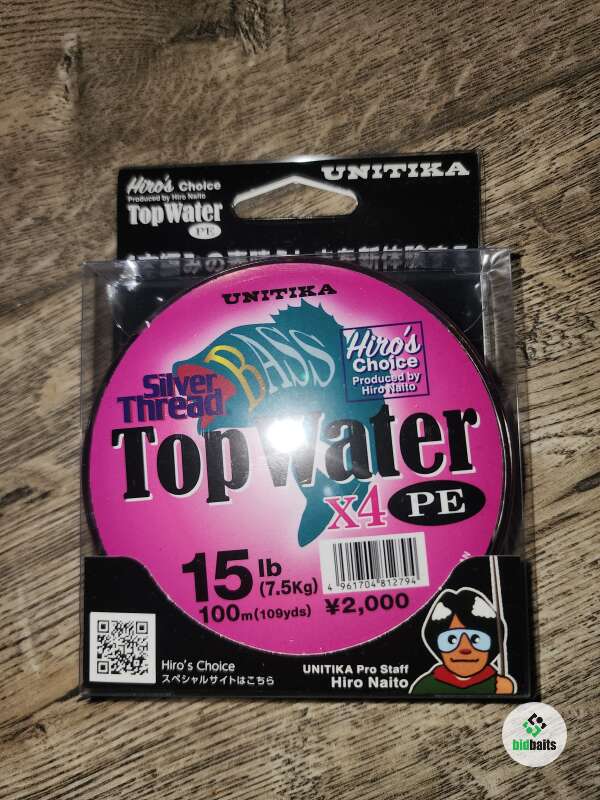 UNITIKA
Hiro's Choice
Produced by Hiro Naito
TopWater
PE
UNITIKA
BASS
Silver
Thread
Hiro's
Choice
Produced by
Hiro Naito
Top Water
x4 PE
15 lb
(7.5Kg)
100m(109yds)
4 961704 812794
¥2,000
Hiro's Choice
スペシャルサイトはこちら
UNITIKA Pro Staff
Hiro Naito
bidbaits